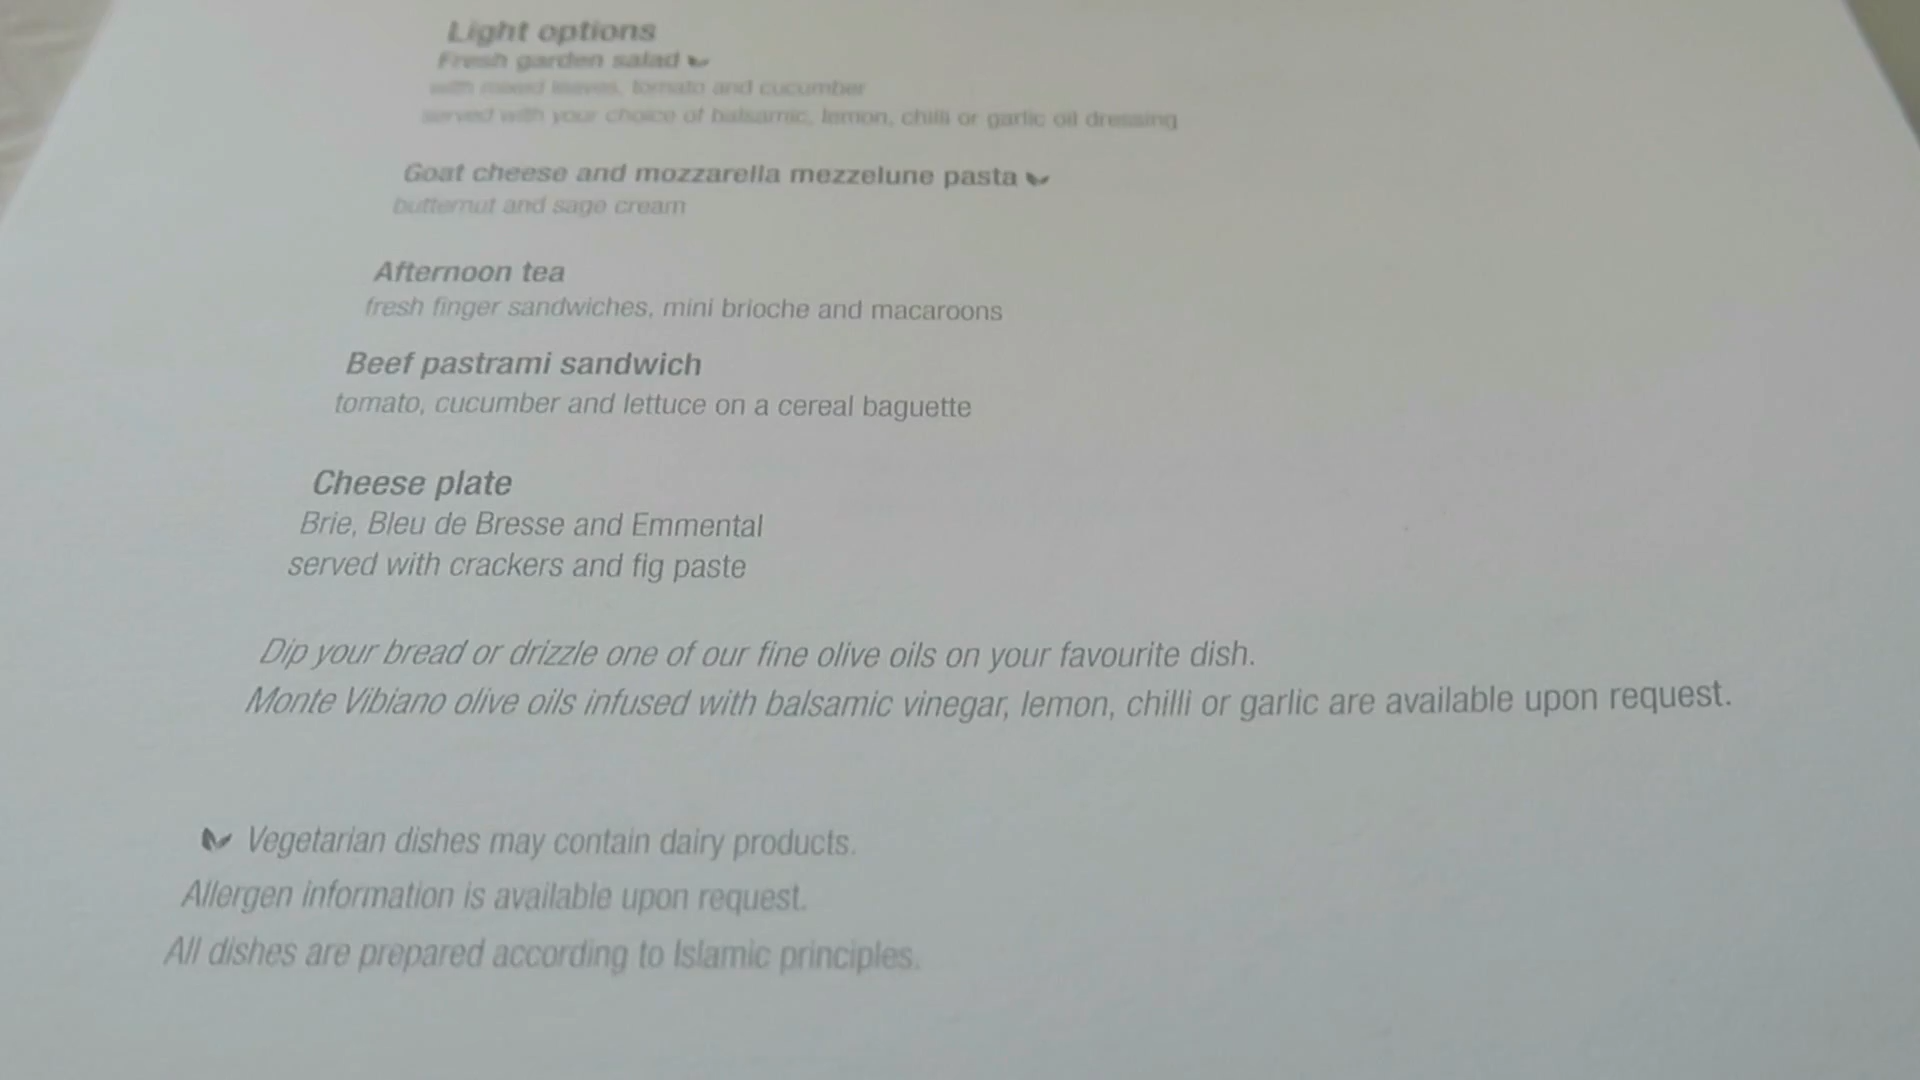 Light options
Fresh garden salad
with mixed leaves, tomato and cucumber
served with your choice of balsamic, lemon, chilli or garlic oil dressing
Goat cheese and mozzarella mezzelune pasta
butternut and sage cream
Afternoon tea
fresh finger sandwiches, mini brioche and macaroons
Beef pastrami sandwich
tomato, cucumber and lettuce on a cereal baguette
Cheese plate
Brie, Bleu de Bresse and Emmental
served with crackers and fig paste
Dip your bread or drizzle one of our fine olive oils on your favourite dish.
Monte Vibiano olive oils infused with balsamic vinegar, lemon, chilli or garlic are available upon request.
Vegetarian dishes may contain dairy products.
Allergen information is available upon request.
All dishes are prepared according to Islamic principles.